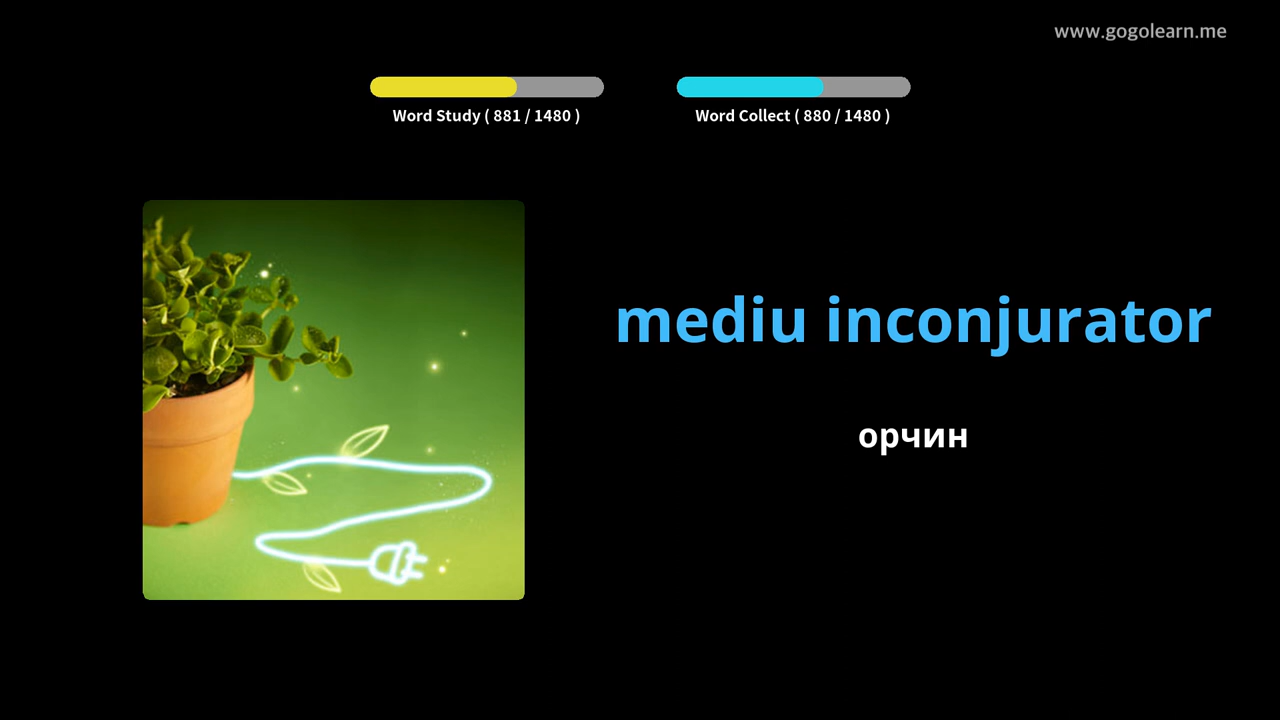 www.gogolearn.me
Word Study ( 881 / 1480 )
Word Collect ( 880 / 1480 )
mediu inconjurator
орчин